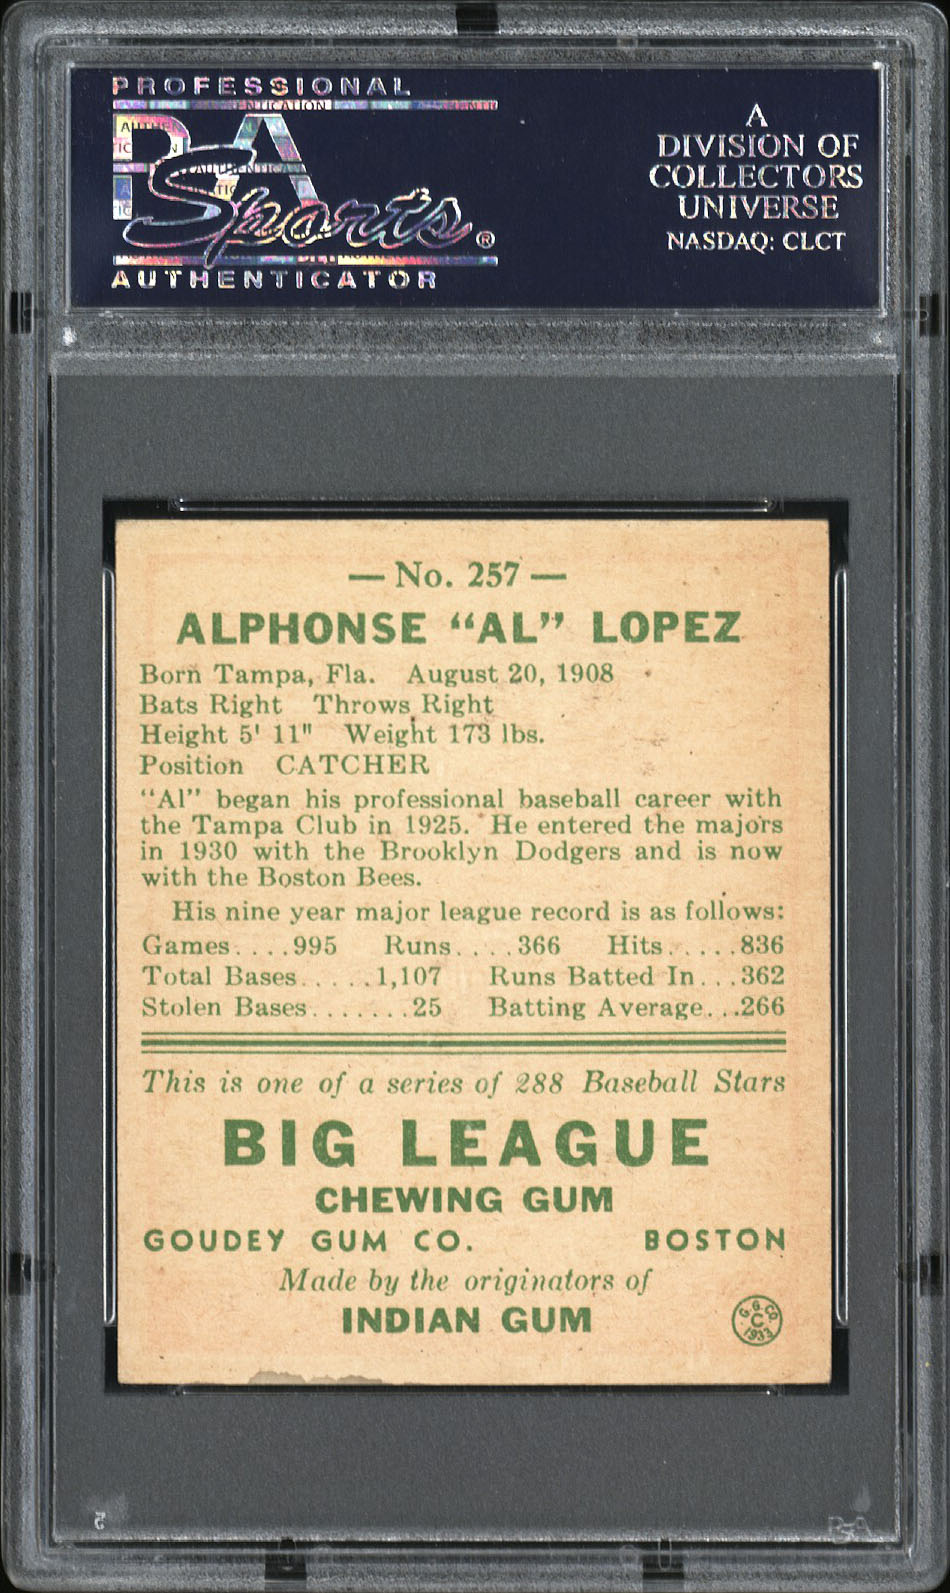 PROFESSIONAL
PSA
Sports®
AUTHENTICATOR
A
DIVISION OF
COLLECTORS
UNIVERSE
NASDAQ: CLCT
— No. 257 —
ALPHONSE “AL” LOPEZ
Born Tampa, Fla. August 20, 1908
Bats Right Throws Right
Height 5' 11" Weight 173 lbs.
Position CATCHER
“Al” began his professional baseball career with
the Tampa Club in 1925. He entered the majors
in 1930 with the Brooklyn Dodgers and is now
with the Boston Bees.
His nine year major league record is as follows:
Games....995 Runs....366 Hits.....836
Total Bases.....1,107 Runs Batted In...362
Stolen Bases.......25 Batting Average...266
This is one of a series of 288 Baseball Stars
BIG LEAGUE
CHEWING GUM
GOUDEY GUM CO. BOSTON
Made by the originators of
INDIAN GUM
G. G. CO.
C
1933
PSA